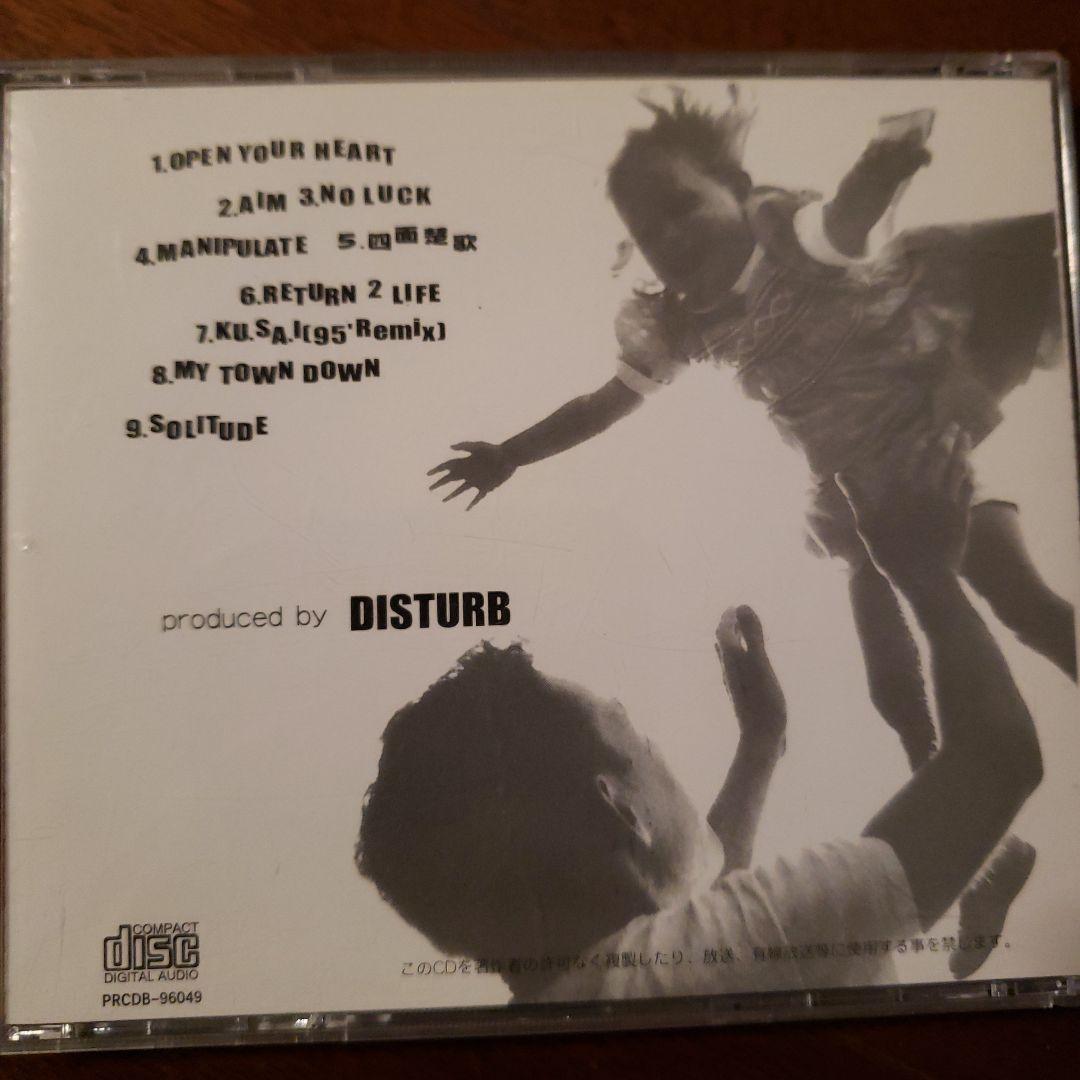 1.OPEN YOUR HEART
2.AIM 3.NO LUCK
4.MANIPULATE 5.四面楚歌
6.RETURN 2 LIFE
7.KU.SA.I(95'Remix)
8.MY TOWN DOWN
9.SOLITUDE
produced by DISTURB
COMPACT
disc
DIGITAL AUDIO
PRCDB-96049
このCDを著作者の許可なく複製したり、放送、有線放送等に使用する事を禁じます。